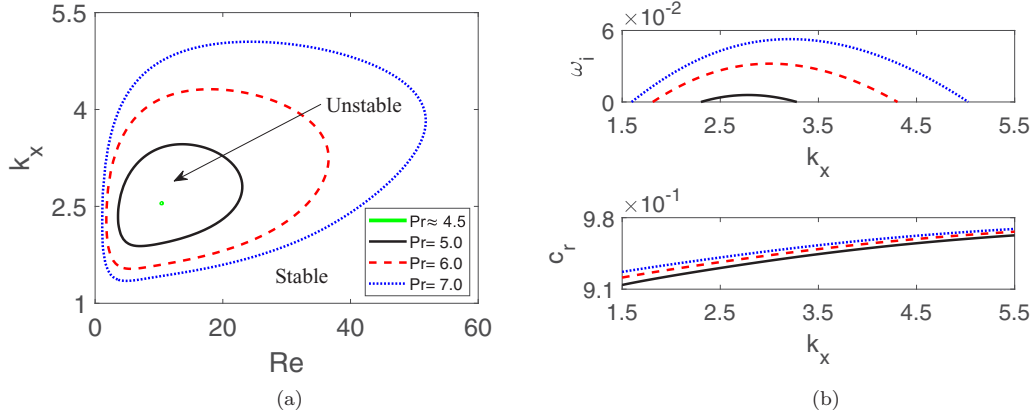 5.5
4
2.5
1
k_x
0
20
40
60
Re
Unstable
Stable
Pr≈ 4.5
Pr= 5.0
Pr= 6.0
Pr= 7.0
(a)
×10^-2
6
0
ω_i
1.5 2.5 3.5 4.5 5.5
k_x
×10^-1
9.8
9.1
c_r
1.5 2.5 3.5 4.5 5.5
k_x
(b)